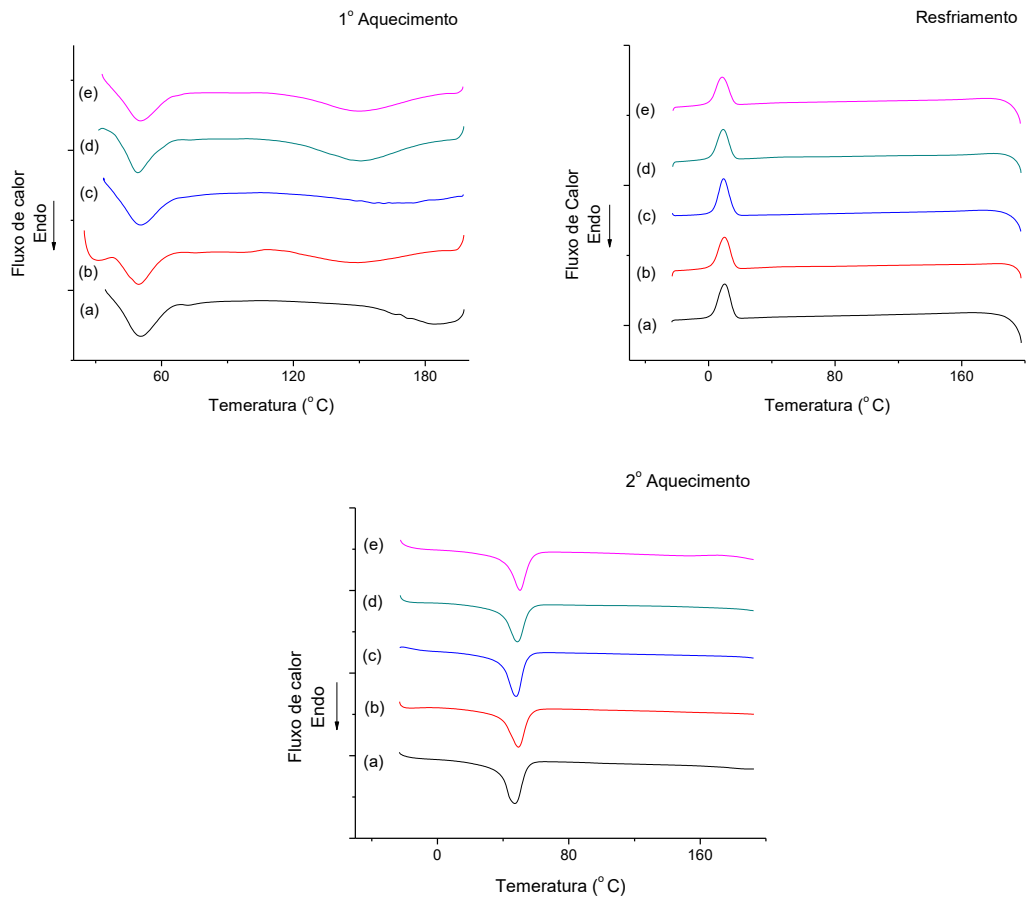 1° Aquecimento
(e)
(d)
(c)
(b)
(a)
Fluxo de calor
Endo
60
120
180
Temeratura (°C)
Resfriamento
(e)
(d)
(c)
(b)
(a)
Fluxo de Calor
Endo
0
80
160
Temeratura (°C)
2° Aquecimento
(e)
(d)
(c)
(b)
(a)
Fluxo de calor
Endo
0
80
160
Temeratura (°C)